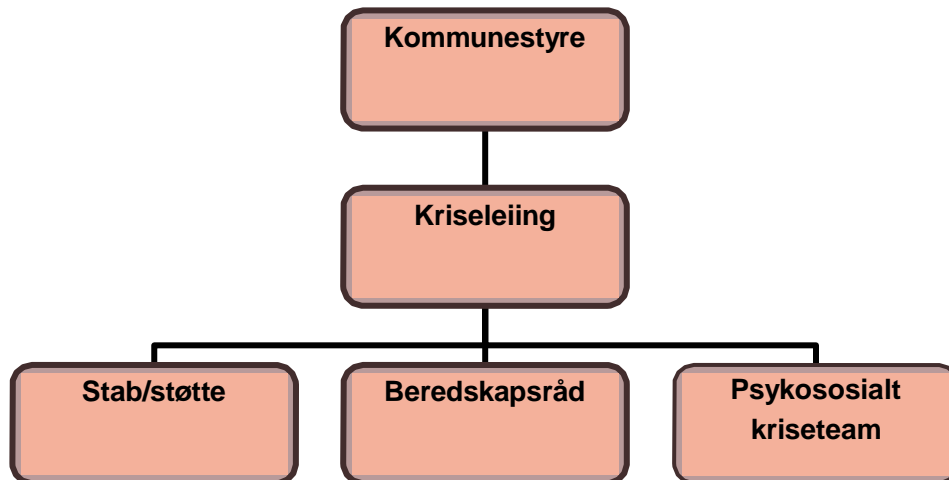 Kommunestyre
Kriseleiing
Stab/støtte
Beredskapsråd
Psykososialt
kriseteam